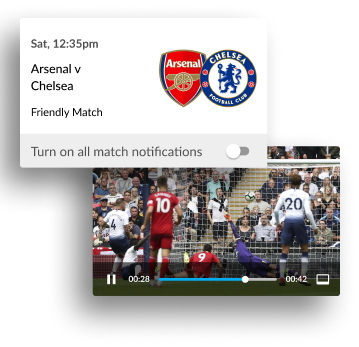 Sat, 12:35pm
Arsenal v
Chelsea
Friendly Match
Arsenal
CHELSEA
FOOTBALL CLUB
Turn on all match notifications
4
10
9
20
00:28
00:42